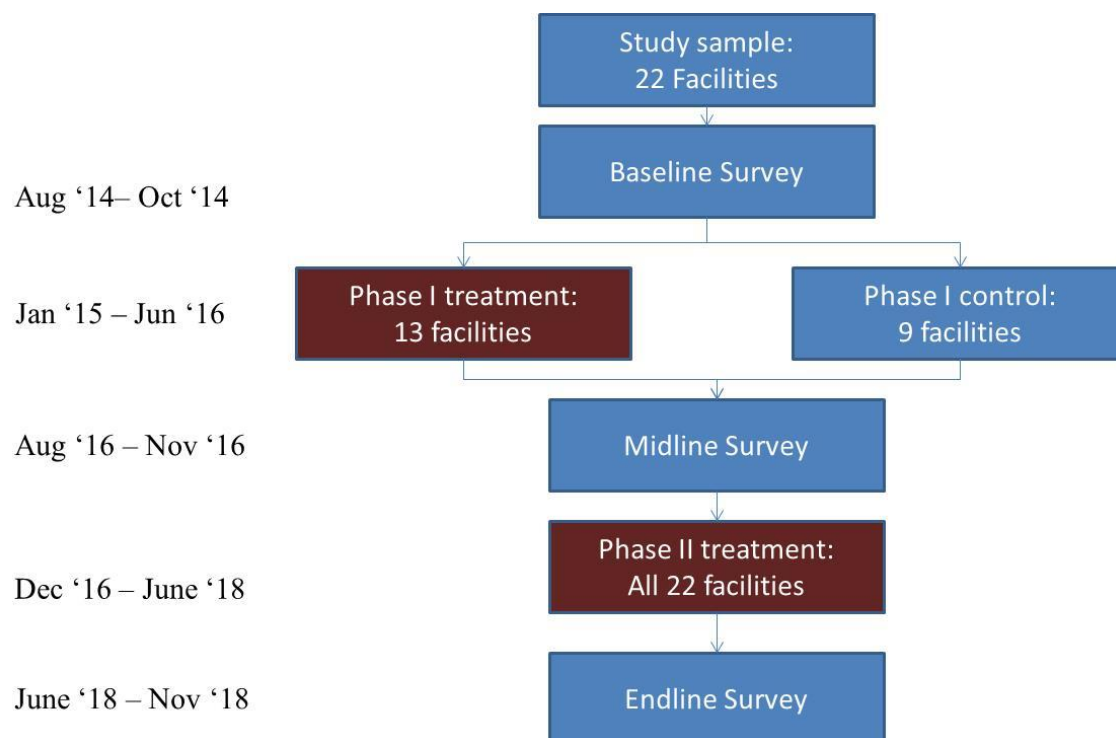 Study sample:
22 Facilities
Baseline Survey
Aug ‘14– Oct ‘14
Phase I treatment:
13 facilities
Phase I control:
9 facilities
Jan ‘15 – Jun ‘16
Midline Survey
Aug ‘16 – Nov ‘16
Phase II treatment:
All 22 facilities
Dec ‘16 – June ‘18
Endline Survey
June ‘18 – Nov ‘18